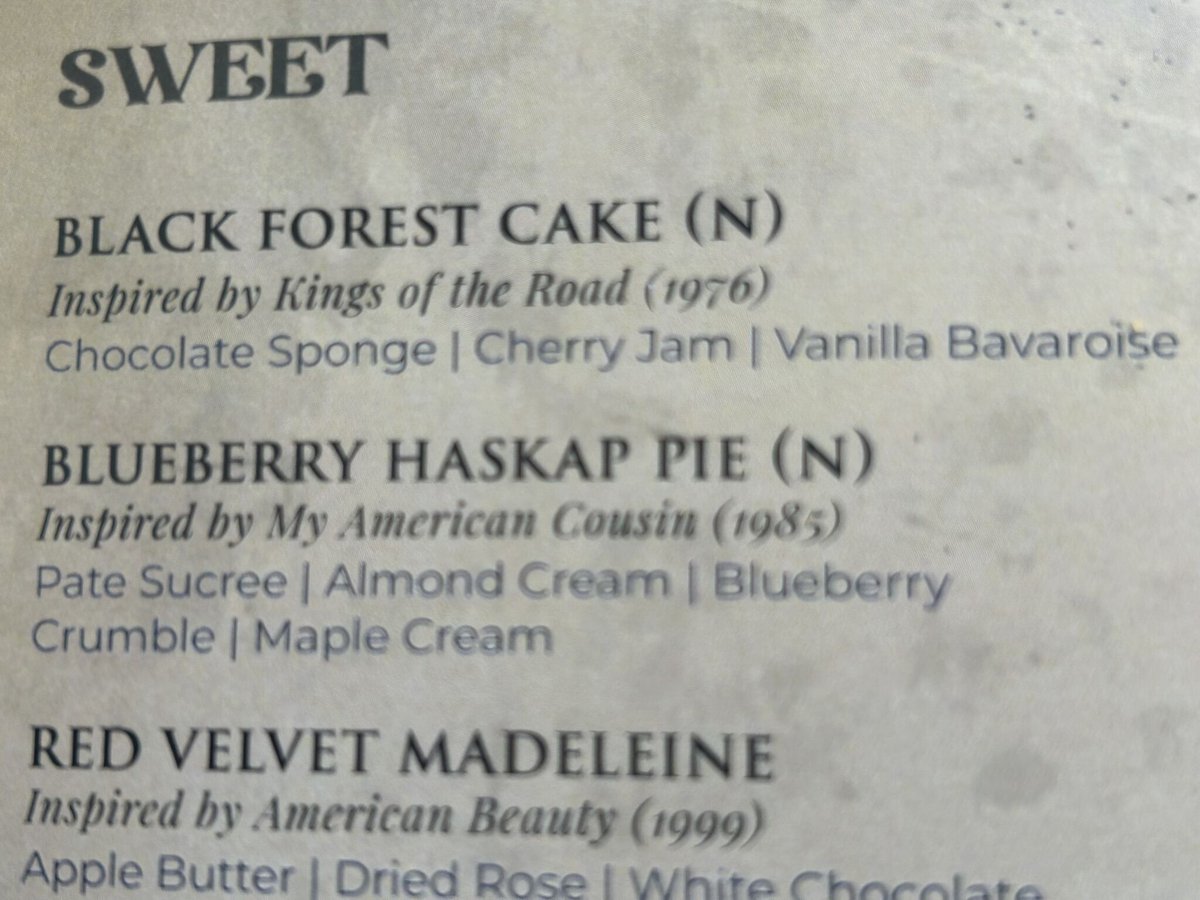 SWEET
BLACK FOREST CAKE (N)
Inspired by Kings of the Road (1976)
Chocolate Sponge | Cherry Jam | Vanilla Bavaroise
BLUEBERRY HASKAP PIE (N)
Inspired by My American Cousin (1985)
Pate Sucree | Almond Cream | Blueberry
Crumble | Maple Cream
RED VELVET MADELEINE
Inspired by American Beauty (1999)
Apple Butter | Dried Rose | White Chocolate